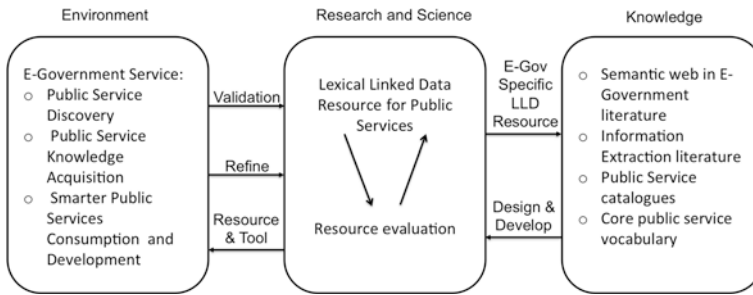 Environment
Research and Science
Knowledge
E-Government Service:
○ Public Service
Discovery
○ Public Service
Knowledge
Acquisition
○ Smarter Public
Services
Consumption and
Development
Validation
Refine
Resource
& Tool
Lexical Linked Data
Resource for Public
Services
Resource evaluation
E-Gov
Specific
LLD
Resource
Design &
Develop
○ Semantic web in E-
Government
literature
○ Information
Extraction literature
○ Public Service
catalogues
○ Core public service
vocabulary